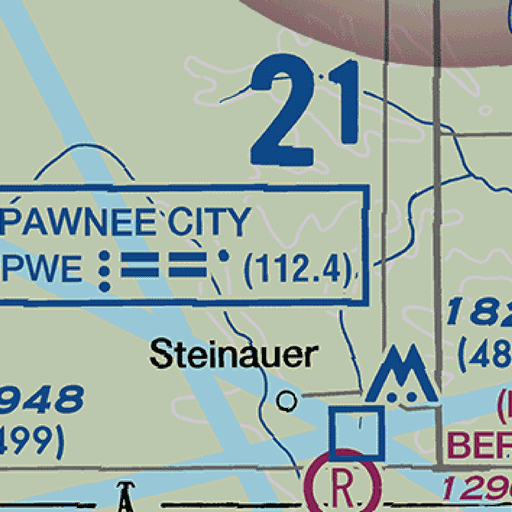 21
PAWNEE CITY
PWE (112.4)
Steinauer
948
499)
182
(48
(
BER
R
129